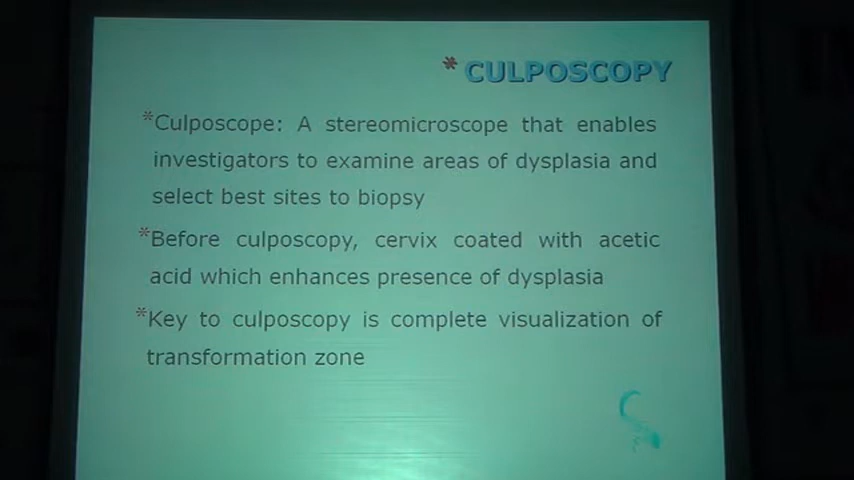 * CULPOSCOPY
*Culposcope: A stereomicroscope that enables
investigators to examine areas of dysplasia and
select best sites to biopsy
*Before culposcopy, cervix coated with acetic
acid which enhances presence of dysplasia
*Key to culposcopy is complete visualization of
transformation zone